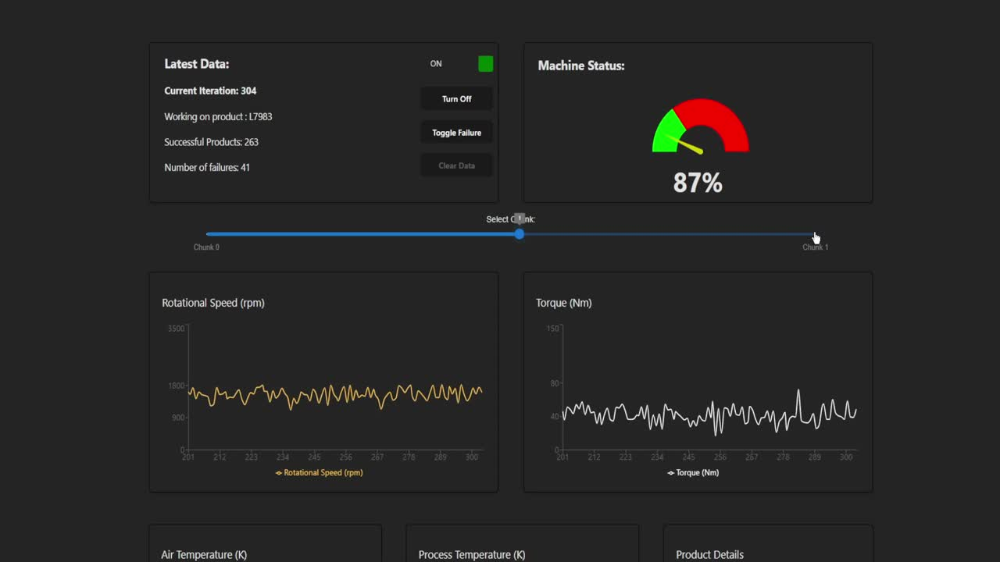 Latest Data:
ON
Current Iteration: 304
Turn Off
Working on product : L7983
Toggle Failure
Successful Products: 263
Clear Data
Number of failures: 41
Machine Status:
87%
1
Select nk:
Chunk 0
Chunk 1
Rotational Speed (rpm)
3500
1800
900
0
201 212 223 234 245 256 267 278 289 300
Rotational Speed (rpm)
Torque (Nm)
150
80
40
0
201 212 223 234 245 256 267 278 289 300
Torque (Nm)
Air Temperature (K)
Process Temperature (K)
Product Details